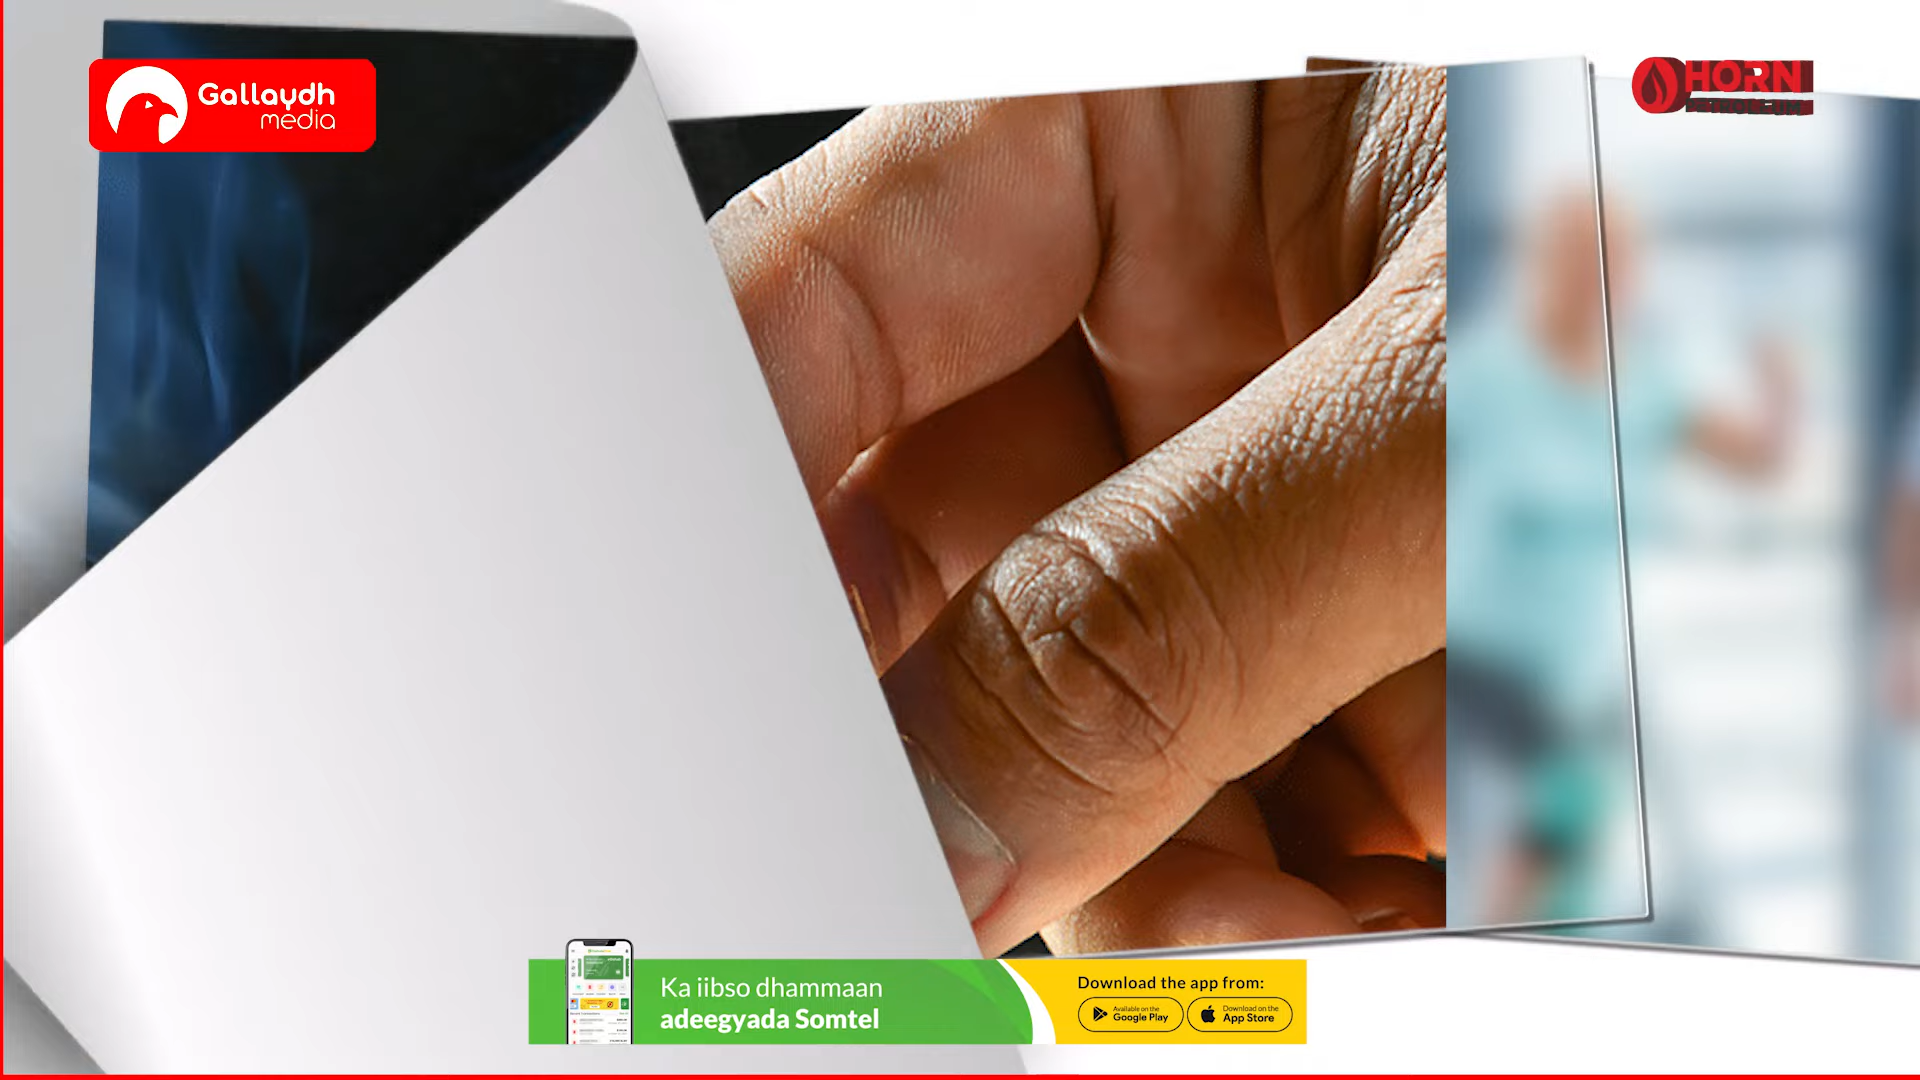 Gallaydh
media
HORN
Ka iibso dhammaan
adeegyada Somtel
Download the app from:
Available on the
Google Play
Download on the
App Store